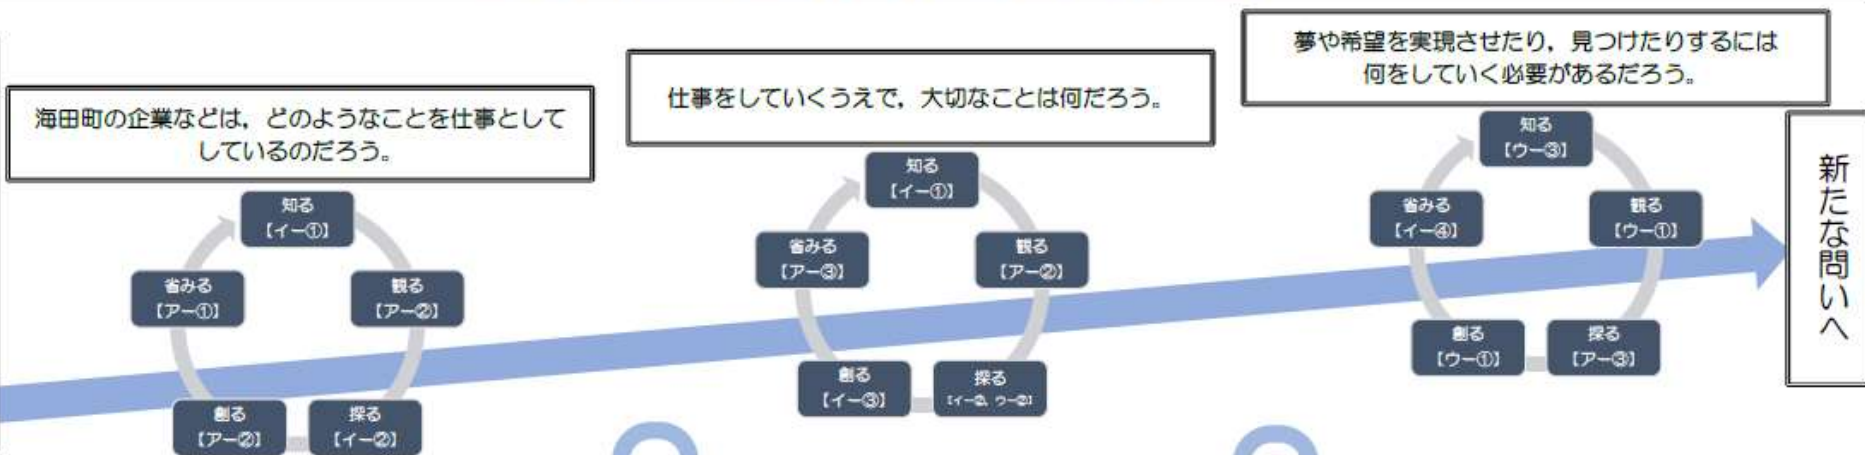 海田町の企業などは，どのようなことを仕事として
しているのだろう。
知る
【イー①】
観る
【アー②】
探る
【イー②】
創る
【アー②】
省みる
【アー①】
仕事をしていくうえで，大切なことは何だろう。
知る
【イー①】
観る
【アー②】
探る
【イー②，ウー②】
創る
【イー③】
省みる
【アー③】
夢や希望を実現させたり，見つけたりするには
何をしていく必要があるだろう。
知る
【ウー③】
観る
【ウー①】
探る
【アー③】
創る
【ウー①】
省みる
【イー④】
新たな問いへ